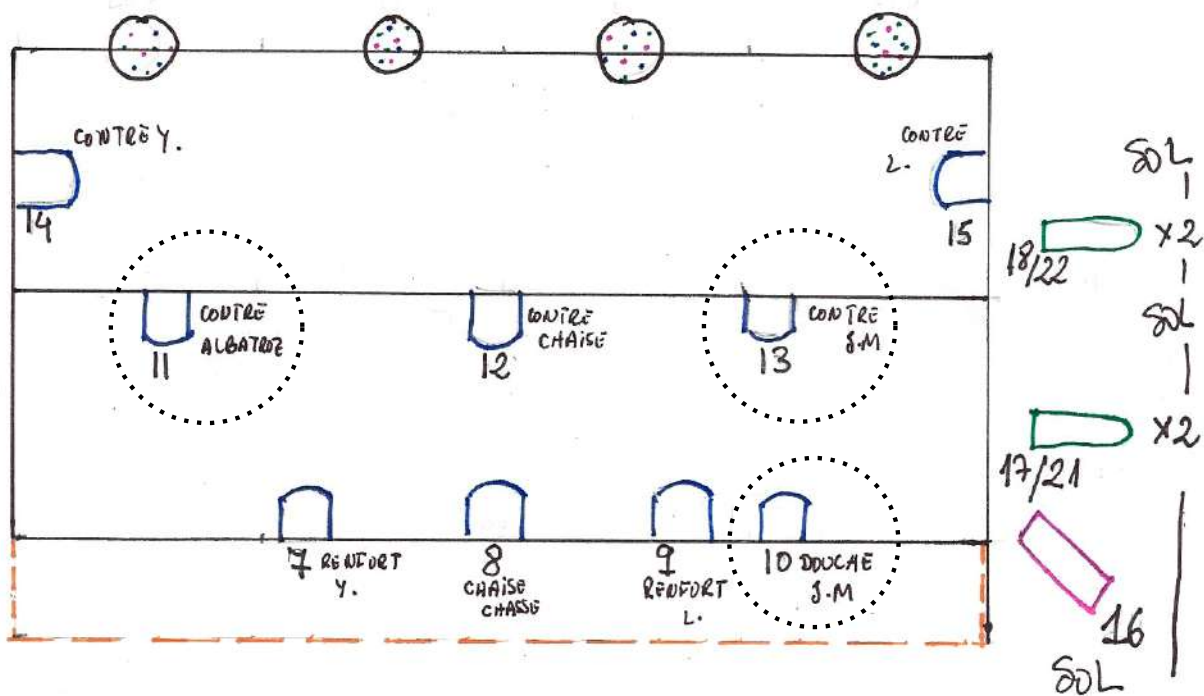 CONTRE Y.
14
CONTRE
L.
15
SOL
18/22
X2
CONTRE
ALBATROZ
11
CONTRE
CHAISE
12
CONTRE
J.M
13
SOL
17/21
X2
7 RENFORT
Y.
8
CHAISE
CHASSE
9
RENFORT
L.
10 DOUCHE
J.M
16
SOL